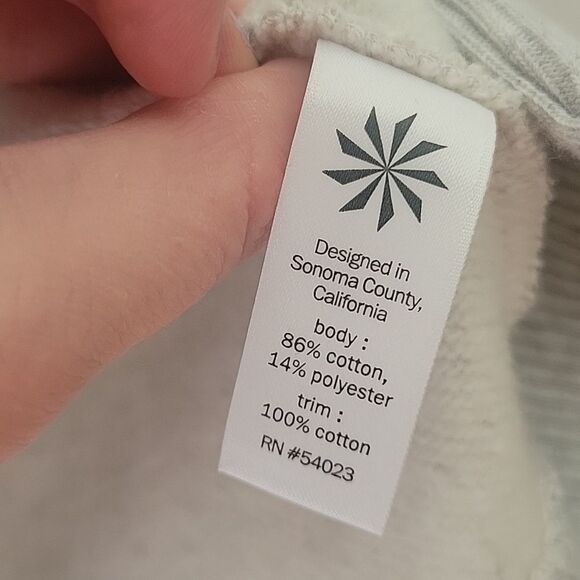 Designed in
Sonoma County,
California
body :
86% cotton,
14% polyester
trim :
100% cotton
RN #54023